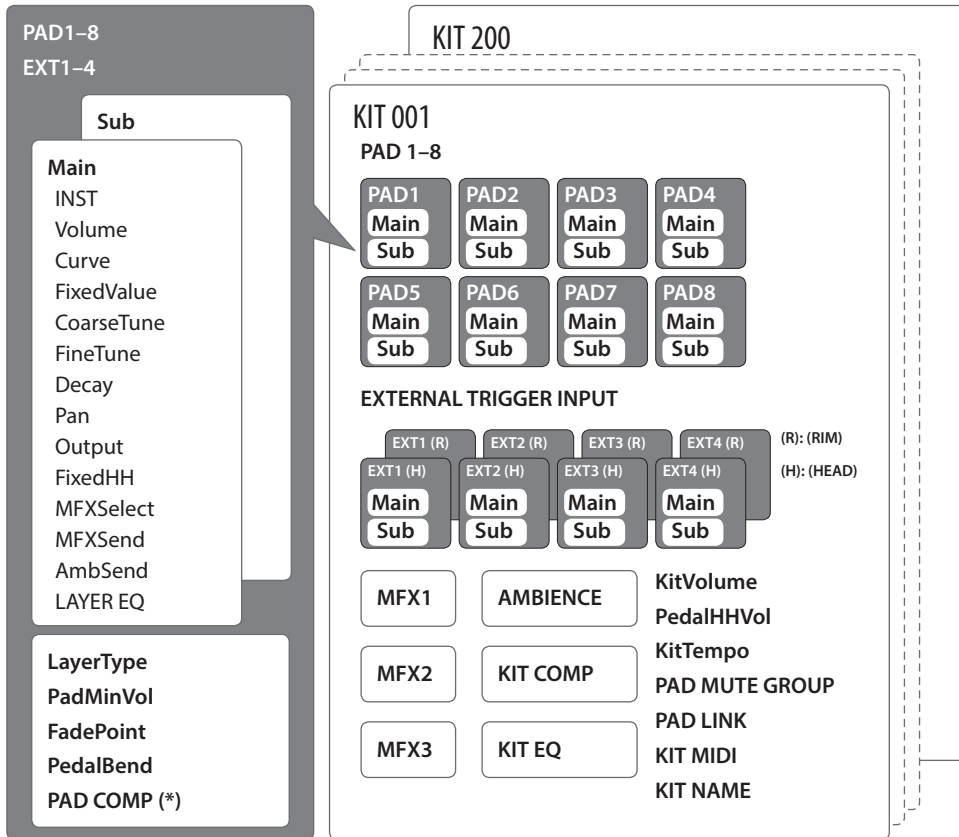 PAD1–8
EXT1–4
Sub
Main
INST
Volume
Curve
FixedValue
CoarseTune
FineTune
Decay
Pan
Output
FixedHH
MFXSelect
MFXSend
AmbSend
LAYER EQ
LayerType
PadMinVol
FadePoint
PedalBend
PAD COMP (*)
KIT 200
KIT 001
PAD 1–8
PAD1 PAD2 PAD3 PAD4
Main Main Main Main
Sub Sub Sub Sub
PAD5 PAD6 PAD7 PAD8
Main Main Main Main
Sub Sub Sub Sub
EXTERNAL TRIGGER INPUT
EXT1 (R) EXT2 (R) EXT3 (R) EXT4 (R) (R): (RIM)
EXT1 (H) EXT2 (H) EXT3 (H) EXT4 (H) (H): (HEAD)
Main Main Main Main
Sub Sub Sub Sub
MFX1 AMBIENCE
MFX2 KIT COMP
MFX3 KIT EQ
KitVolume
PedalHHVol
KitTempo
PAD MUTE GROUP
PAD LINK
KIT MIDI
KIT NAME